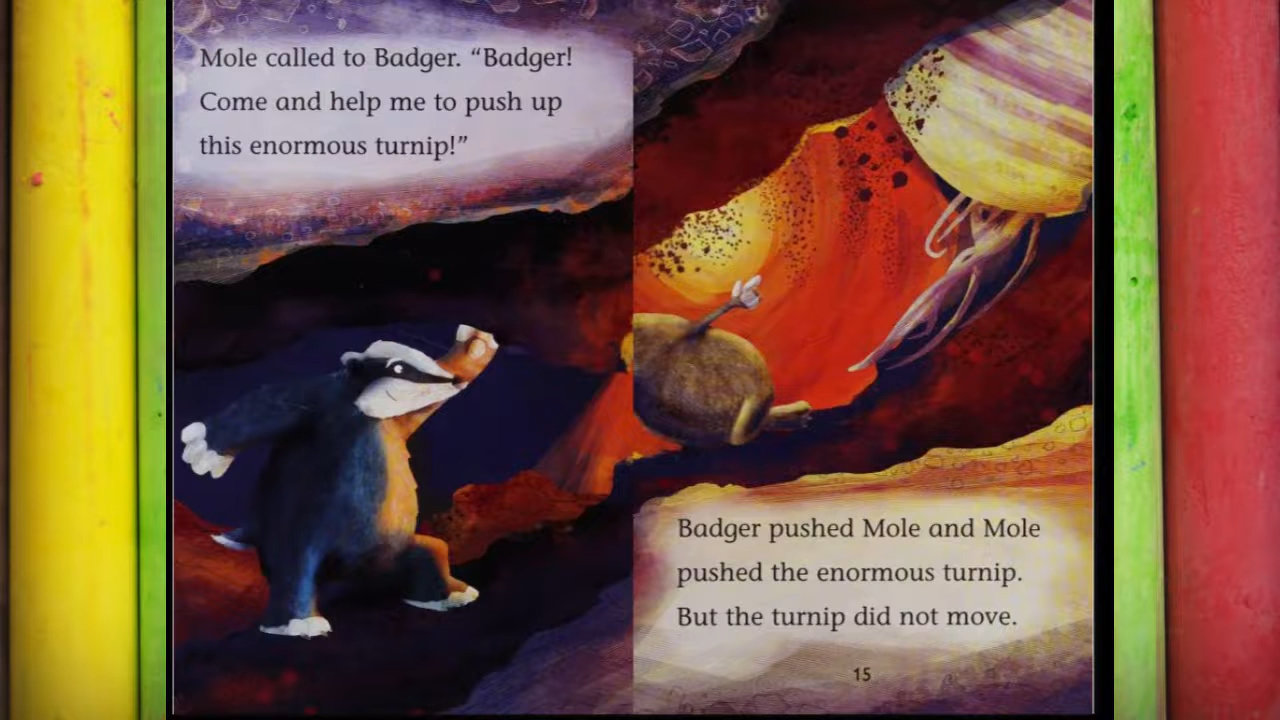 Mole called to Badger. “Badger!
Come and help me to push up
this enormous turnip!”
Badger pushed Mole and Mole
pushed the enormous turnip.
But the turnip did not move.
15